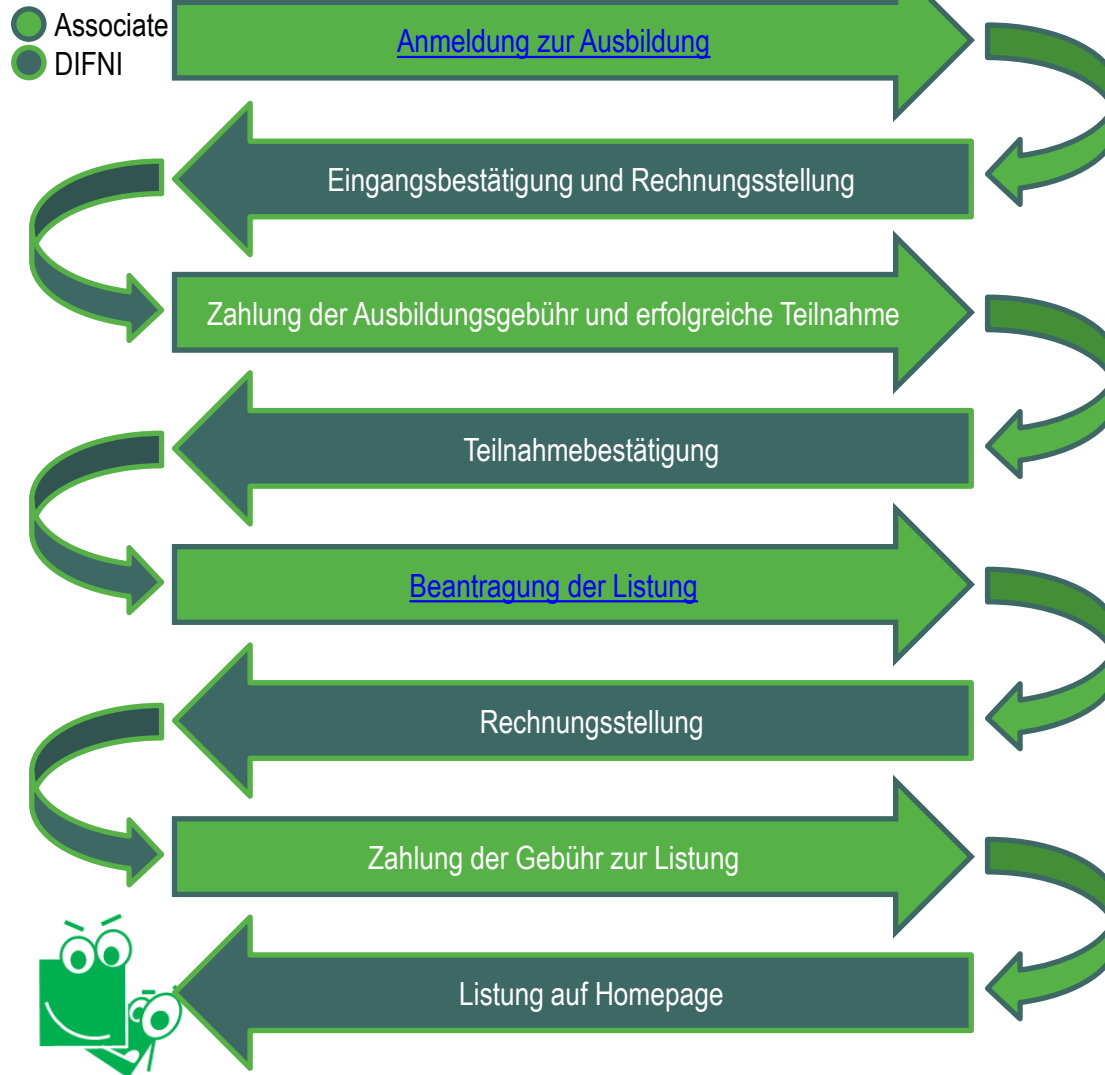 Associate
DIFNI
Anmeldung zur Ausbildung
Eingangsbestätigung und Rechnungsstellung
Zahlung der Ausbildungsgebühr und erfolgreiche Teilnahme
Teilnahmebestätigung
Beantragung der Listung
Rechnungsstellung
Zahlung der Gebühr zur Listung
Listung auf Homepage